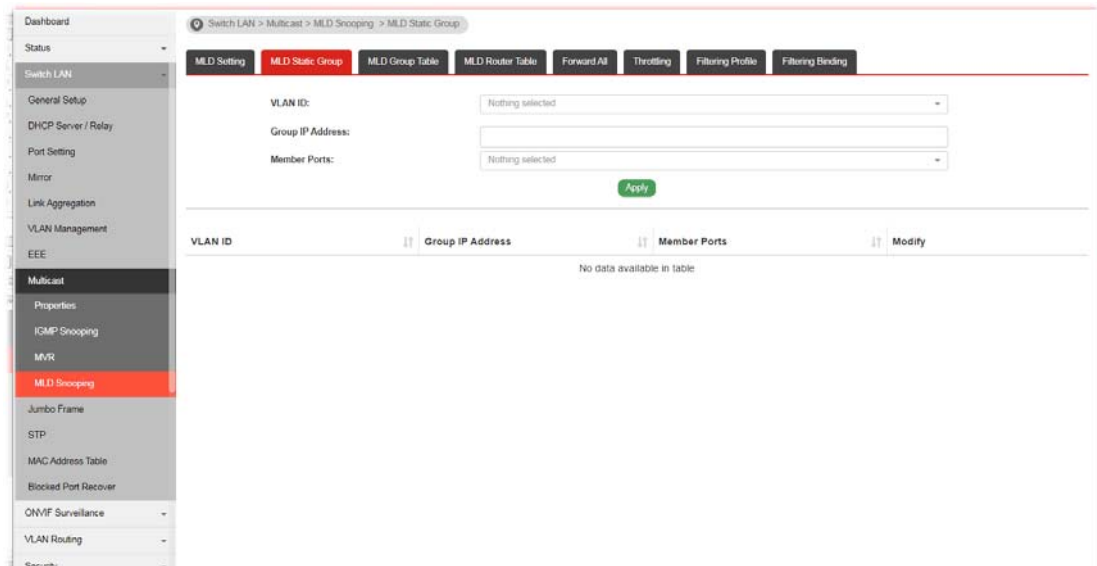 Dashboard
Status
Switch LAN
General Setup
DHCP Server / Relay
Port Setting
Mirror
Link Aggregation
VLAN Management
EEE
Multicast
Properties
IGMP Snooping
MVR
MLD Snooping
Jumbo Frame
STP
MAC Address Table
Blocked Port Recover
ONVIF Surveillance
VLAN Routing
Security
Switch LAN > Multicast > MLD Snooping > MLD Static Group
MLD Setting MLD Static Group MLD Group Table MLD Router Table Forward All Throttling Filtering Profile Filtering Binding
VLAN ID: Nothing selected
Group IP Address:
Member Ports: Nothing selected
Apply
VLAN ID Group IP Address Member Ports Modify
No data available in table